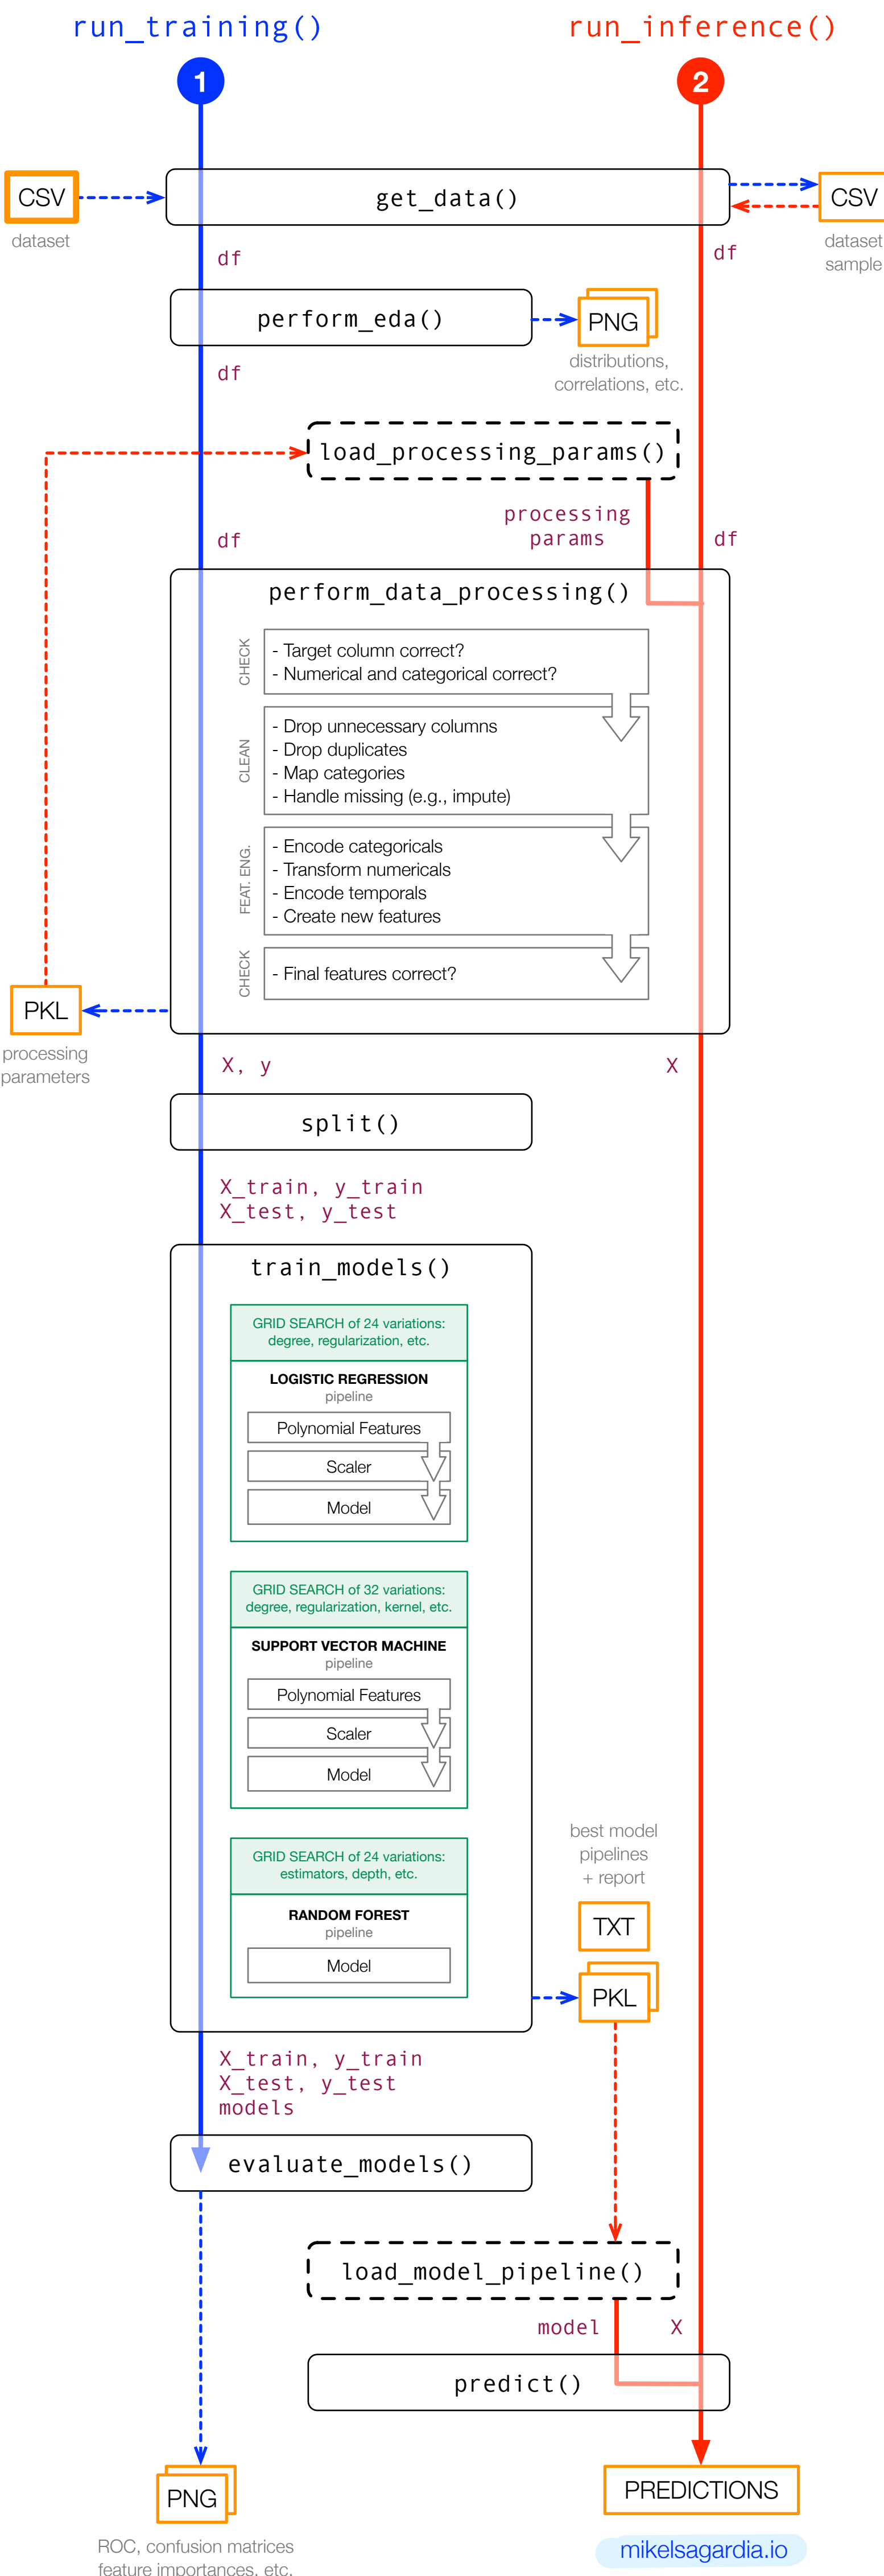 run_training()
run_inference()
1
2
CSV
get_data()
CSV
dataset
dataset
sample
df
df
perform_eda()
PNG
distributions,
correlations, etc.
df
load_processing_params()
processing
params
df
df
perform_data_processing()
CHECK
- Target column correct?
- Numerical and categorical correct?
CLEAN
- Drop unnecessary columns
- Drop duplicates
- Map categories
- Handle missing (e.g., impute)
FEAT. ENG.
- Encode categoricals
- Transform numericals
- Encode temporals
- Create new features
CHECK
- Final features correct?
PKL
processing
parameters
X, y
X
split()
X_train, y_train
X_test, y_test
train_models()
GRID SEARCH of 24 variations:
degree, regularization, etc.
LOGISTIC REGRESSION
pipeline
Polynomial Features
Scaler
Model
GRID SEARCH of 32 variations:
degree, regularization, kernel, etc.
SUPPORT VECTOR MACHINE
pipeline
Polynomial Features
Scaler
Model
GRID SEARCH of 24 variations:
estimators, depth, etc.
RANDOM FOREST
pipeline
Model
best model
pipelines
+ report
TXT
PKL
X_train, y_train
X_test, y_test
models
evaluate_models()
load_model_pipeline()
model
X
predict()
PNG
PREDICTIONS
ROC, confusion matrices
feature importances, etc.
mikelsagardia.io